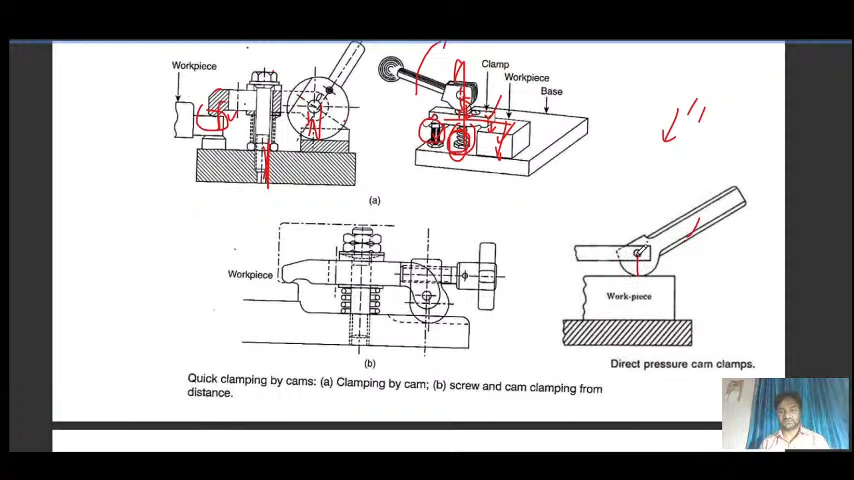 Workpiece
Clamp
Workpiece
Base
(a)
Workpiece
Work-piece
(b)
Direct pressure cam clamps.
Quick clamping by cams: (a) Clamping by cam; (b) screw and cam clamping from
distance.